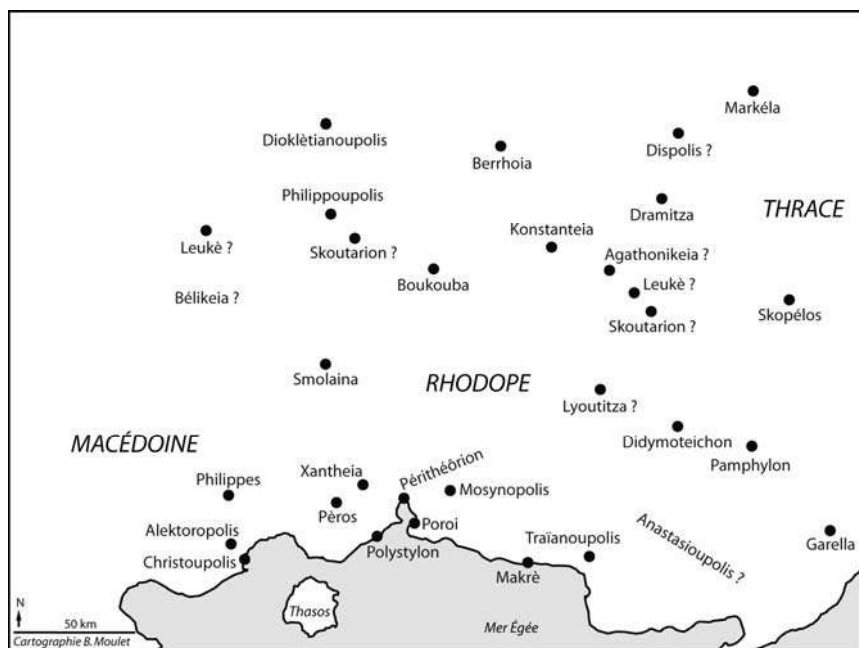 Markéla
Dioklètianoupolis
Berrhoia
Dispolis ?
Philippoupolis
Dramitza
THRACE
Leukè ?
Skoutarion ?
Konstanteia
Agathonikeia ?
Boukouba
Leukè ?
Bélikeia ?
Skopélos
Skoutarion ?
Smolaina
RHODOPE
Lyoutitza ?
MACÉDOINE
Didymoteichon
Pamphylon
Philippes
Xantheia
Périthéôrion
Mosynopolis
Pèros
Alektoropolis
Poroi
Traïanoupolis
Anastasioupolis ?
Garella
Christoupolis
Polystylon
Makrè
Thasos
Mer Égée
N
50 km
Cartographie B. Moulet